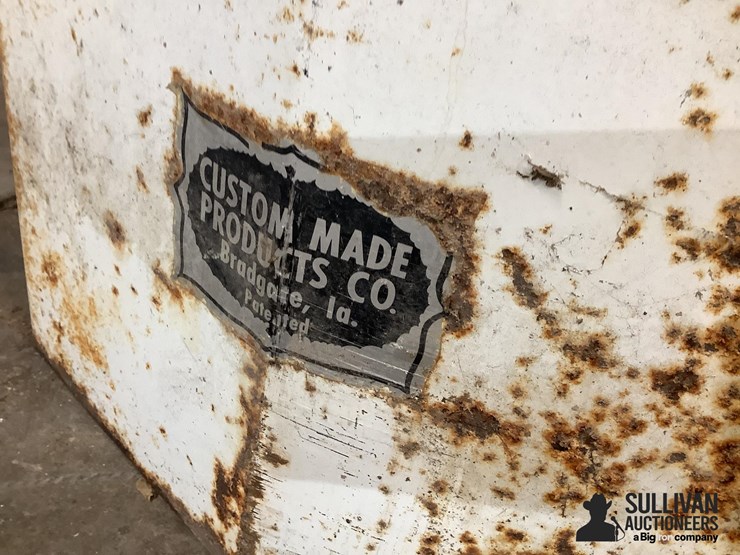 CUSTOM MADE
PRODUCTS CO.
Bradgate, Ia.
Patented
SULLIVAN
AUCTIONEERS
a Big Iron company